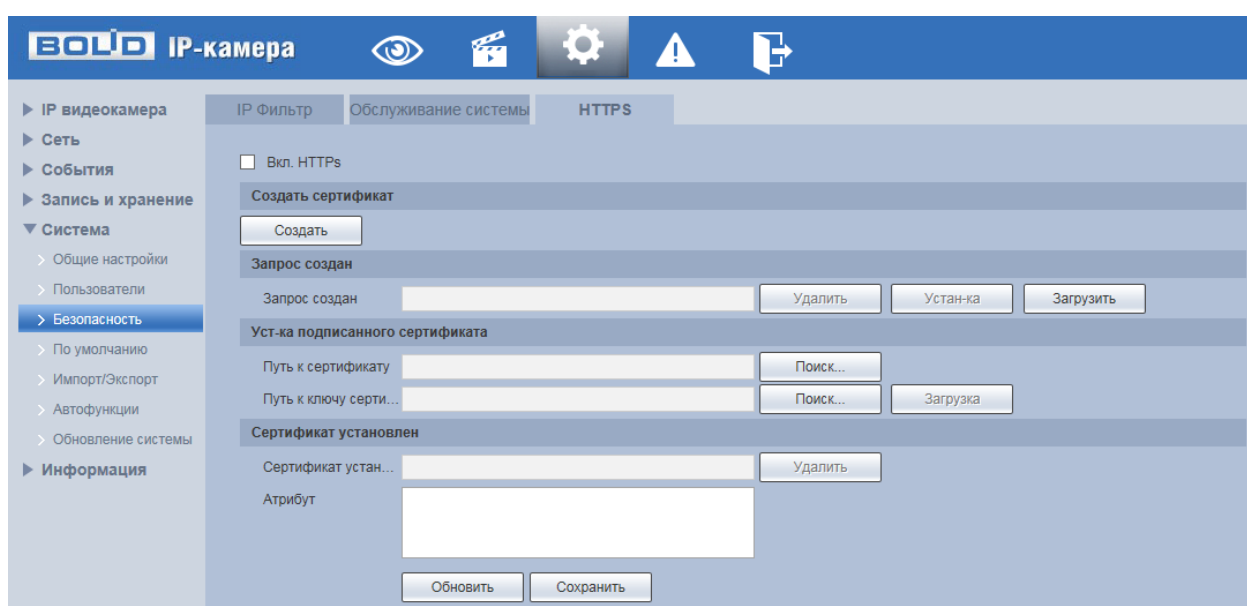 BOLID IP-камера
IP видеокамера
Сеть
События
Запись и хранение
Система
Общие настройки
Пользователи
Безопасность
По умолчанию
Импорт/Экспорт
Автофункции
Обновление системы
Информация
IP Фильтр Обслуживание системы HTTPS
Вкл. HTTPs
Создать сертификат
Создать
Запрос создан
Запрос создан Удалить Устан-ка Загрузить
Уст-ка подписанного сертификата
Путь к сертификату Поиск...
Путь к ключу серти... Поиск... Загрузка
Сертификат установлен
Сертификат устан... Удалить
Атрибут
Обновить Сохранить